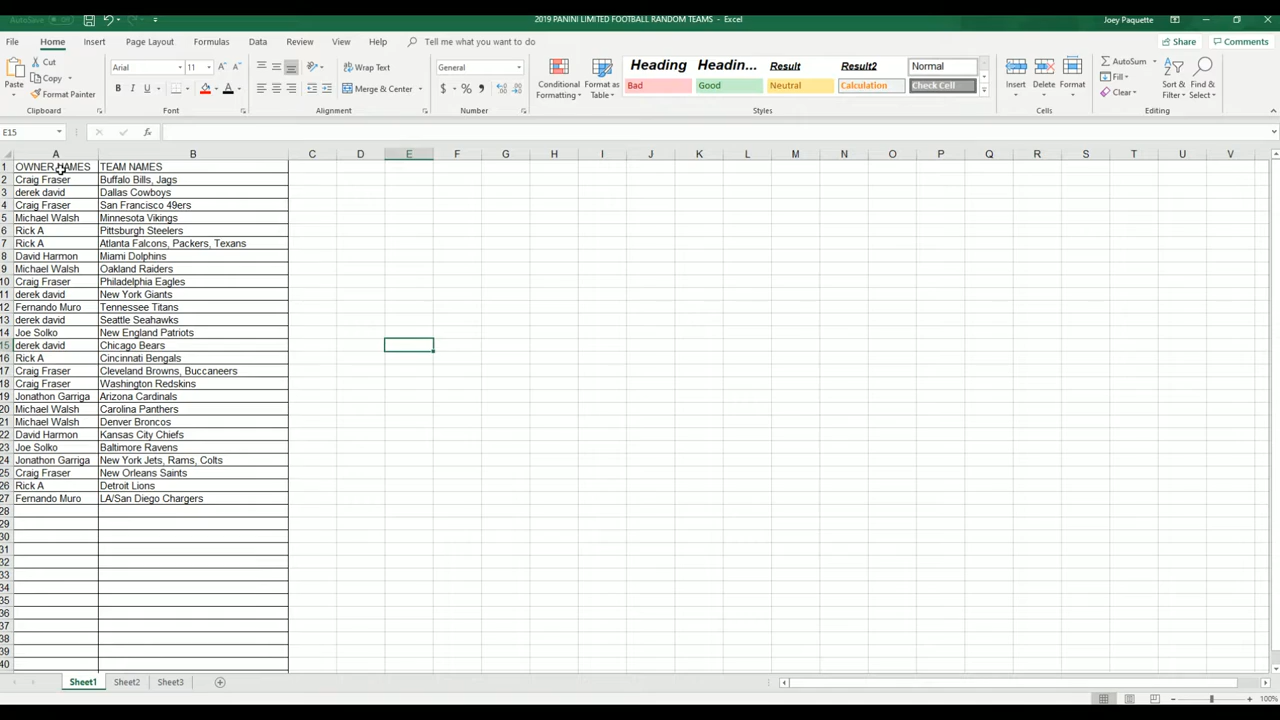 AutoSave Off 2019 PANINI LIMITED FOOTBALL RANDOM TEAMS - Excel Joey Paquette
File Home Insert Page Layout Formulas Data Review View Help Tell me what you want to do Share Comments
Paste Cut Copy Format Painter Clipboard
Arial 11 B I U Font
Wrap Text Merge & Center Alignment
General $ % Number
Conditional Formatting Format as Table
Heading Headin... Result Result2 Normal
Bad Good Neutral Calculation Check Cell
Styles
Insert Delete Format Cells
AutoSum Fill Clear Sort & Filter Find & Select Editing
E15 fx
A B C D E F G H I J K L M N O P Q R S T U V
1 OWNER NAMES TEAM NAMES
2 Craig Fraser Buffalo Bills, Jags
3 derek david Dallas Cowboys
4 Craig Fraser San Francisco 49ers
5 Michael Walsh Minnesota Vikings
6 Rick A Pittsburgh Steelers
7 Rick A Atlanta Falcons, Packers, Texans
8 David Harmon Miami Dolphins
9 Michael Walsh Oakland Raiders
10 Craig Fraser Philadelphia Eagles
11 derek david New York Giants
12 Fernando Muro Tennessee Titans
13 derek david Seattle Seahawks
14 Joe Solko New England Patriots
15 derek david Chicago Bears
16 Rick A Cincinnati Bengals
17 Craig Fraser Cleveland Browns, Buccaneers
18 Craig Fraser Washington Redskins
19 Jonathon Garriga Arizona Cardinals
20 Michael Walsh Carolina Panthers
21 Michael Walsh Denver Broncos
22 David Harmon Kansas City Chiefs
23 Joe Solko Baltimore Ravens
24 Jonathon Garriga New York Jets, Rams, Colts
25 Craig Fraser New Orleans Saints
26 Rick A Detroit Lions
27 Fernando Muro LA/San Diego Chargers
28
29
30
31
32
33
34
35
36
37
38
39
40
Sheet1 Sheet2 Sheet3
100%